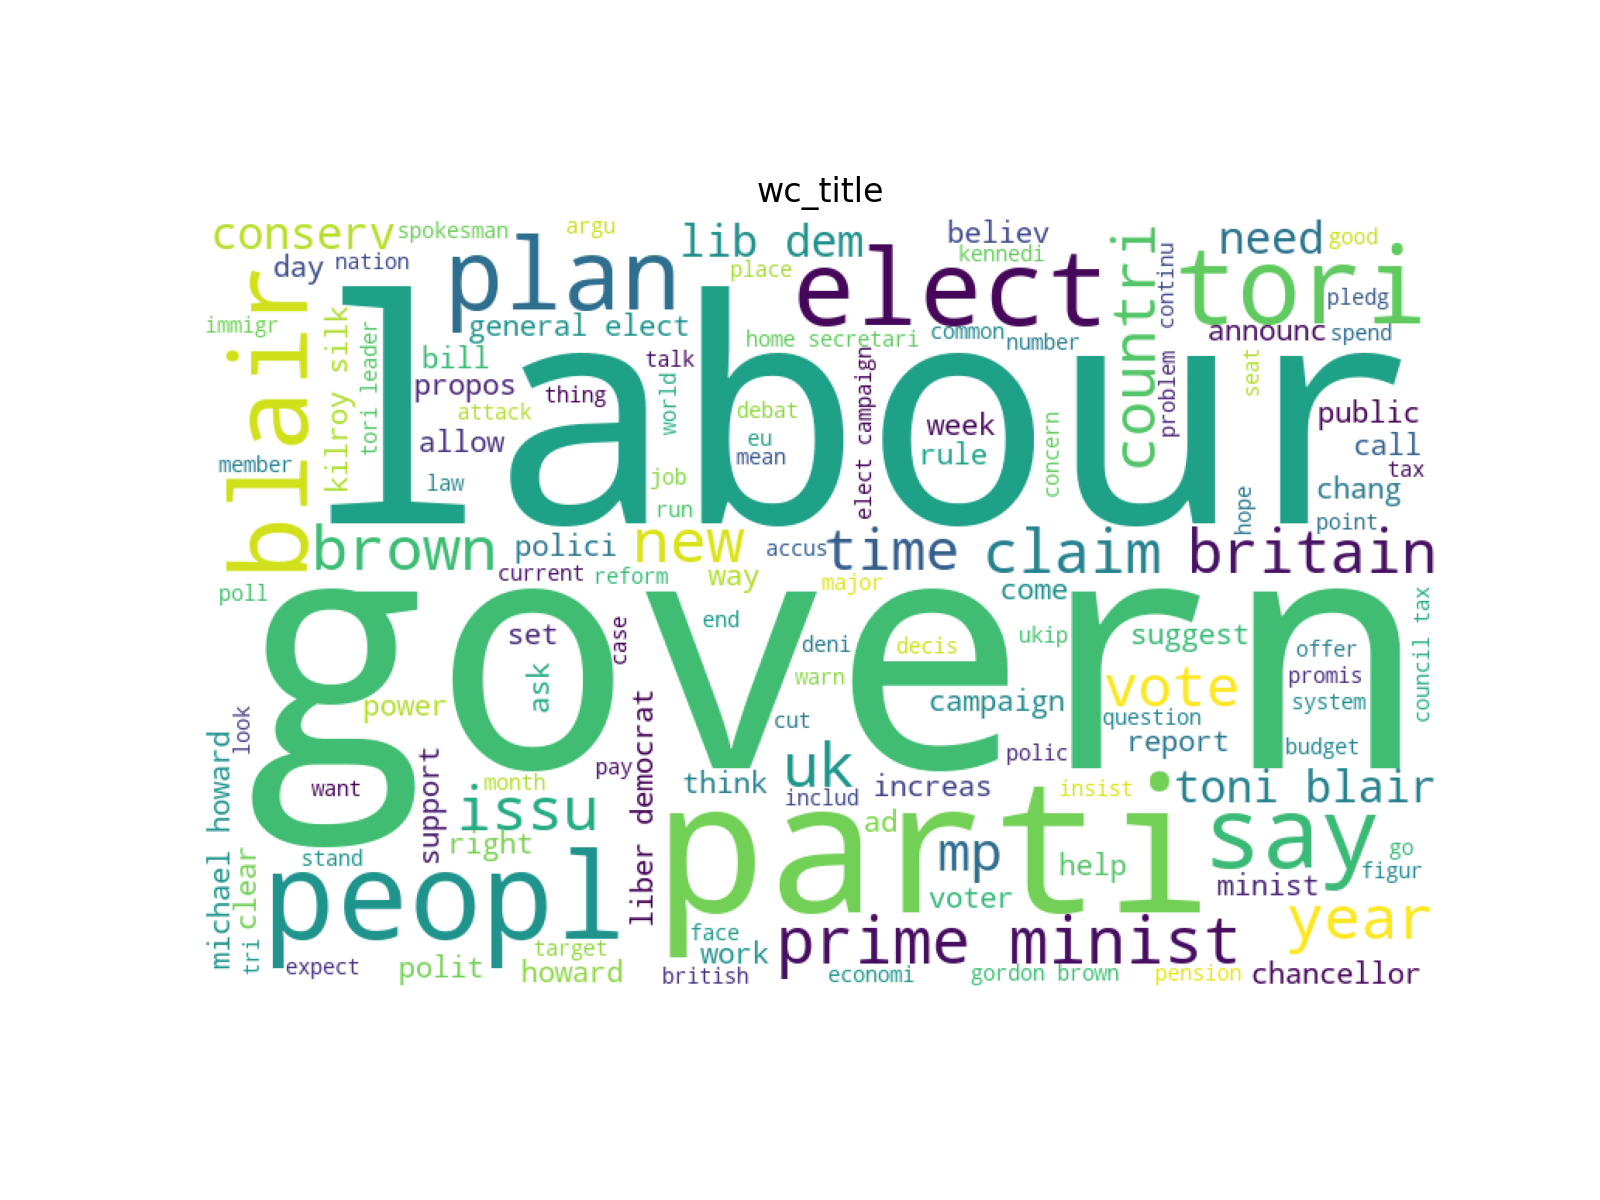 wc_title
conserv
spokesman
argu
lib dem
believ
kennedi
need
good
day
nation
plan
place
elect
countri
continu
tori
pledg
immigr
blair
kilroy silk
tori leader
general elect
home secretari
common
number
announc
spend
labour
bill
talk
propos
thing
attack
allow
world
debat
eu
mean
elect campaign
week
rule
concern
problem
seat
public
call
tax
member
law
job
run
chang
hope
point
brown
polici
new
accus
time
claim
britain
current
reform
way
major
come
poll
govern
set
case
end
deni
decis
ukip
suggest
offer
council tax
ask
warn
promis
power
campaign
vote
system
look
cut
question
report
budget
michael howard
want
support
month
pay
liber democrat
think
uk
polic
includ
increas
insist
toni blair
issu
parti
ad
say
right
mp
help
go
figur
stand
clear
peopl
voter
minist
year
tri
expect
polit
target
howard
face
work
prime minist
british
economi
gordon brown
pension
chancellor